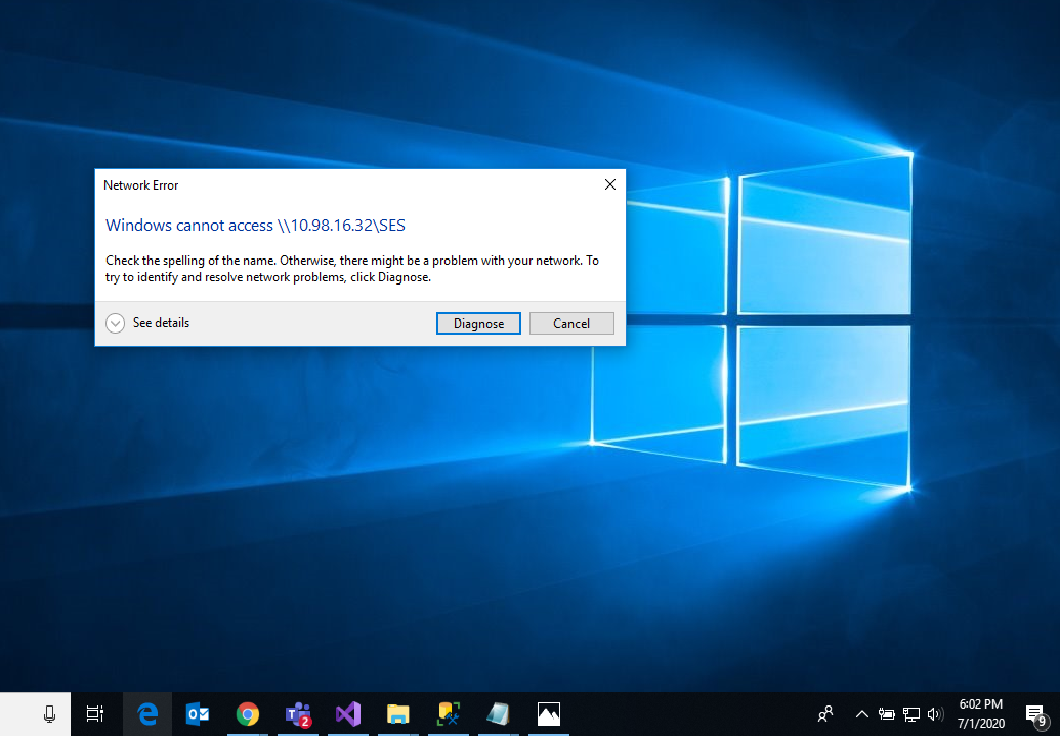 Network Error
Windows cannot access \\10.98.16.32\SES
Check the spelling of the name. Otherwise, there might be a problem with your network. To
try to identify and resolve network problems, click Diagnose.
See details
Diagnose
Cancel
2
6:02 PM
7/1/2020
9